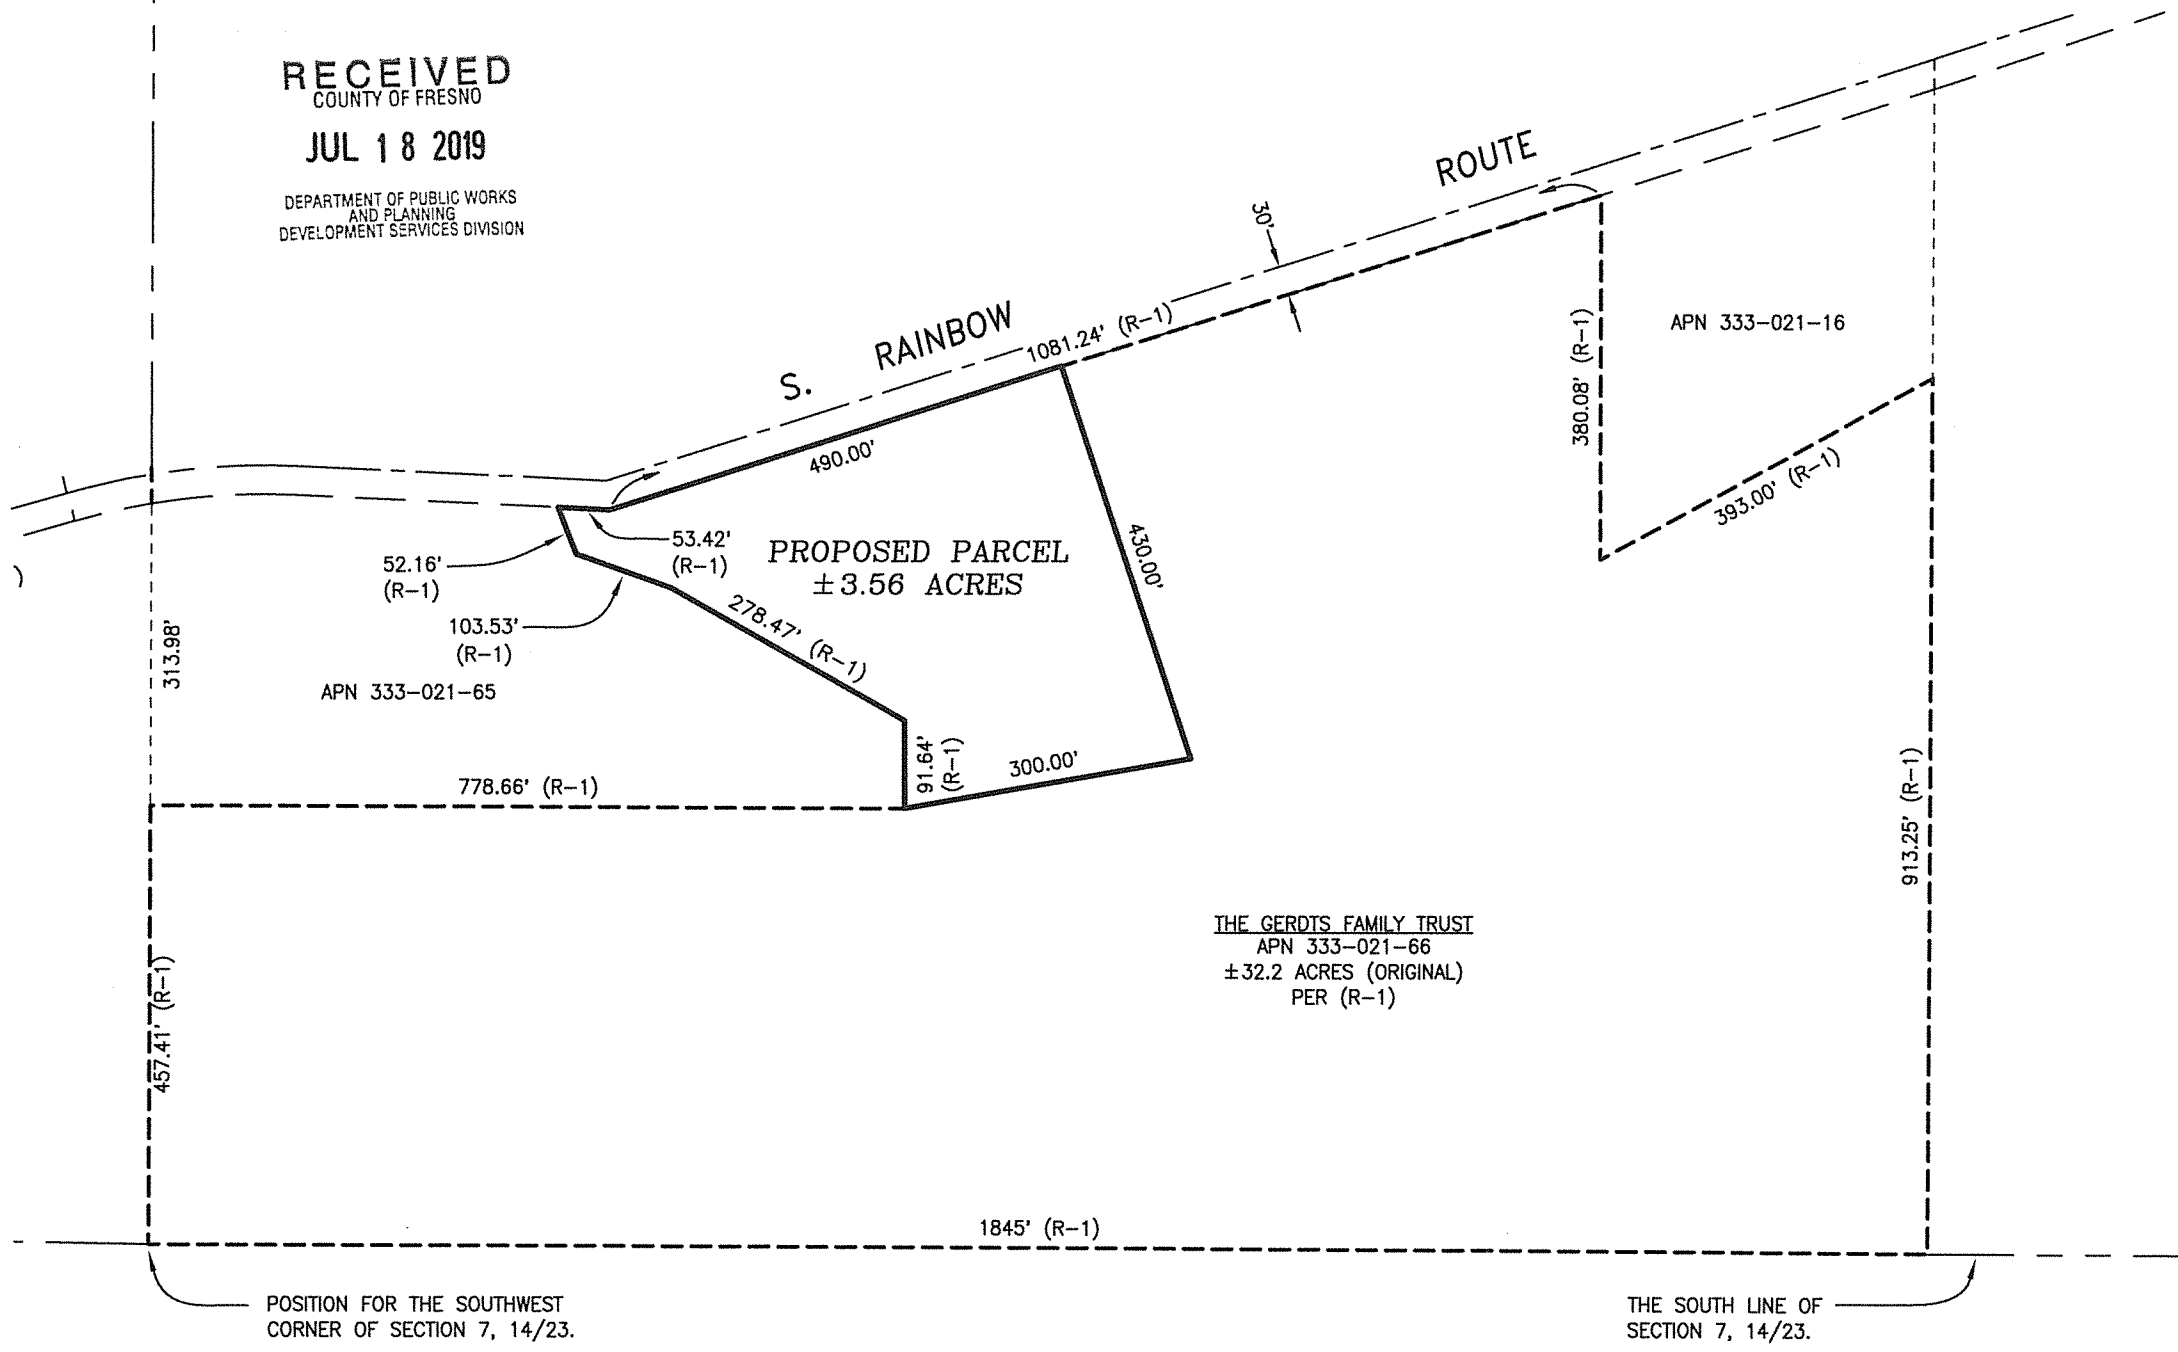 RECEIVED
COUNTY OF FRESNO
JUL 18 2019
DEPARTMENT OF PUBLIC WORKS
AND PLANNING
DEVELOPMENT SERVICES DIVISION
S. RAINBOW ROUTE
30'
1081.24' (R-1)
490.00'
380.08' (R-1)
APN 333-021-16
393.00' (R-1)
53.42'
(R-1)
52.16'
(R-1)
103.53'
(R-1)
PROPOSED PARCEL
±3.56 ACRES
430.00'
278.47' (R-1)
)
313.98'
APN 333-021-65
91.64'
(R-1)
300.00'
778.66' (R-1)
913.25' (R-1)
THE GERDTS FAMILY TRUST
APN 333-021-66
±32.2 ACRES (ORIGINAL)
PER (R-1)
457.41' (R-1)
1845' (R-1)
POSITION FOR THE SOUTHWEST
CORNER OF SECTION 7, 14/23.
THE SOUTH LINE OF
SECTION 7, 14/23.